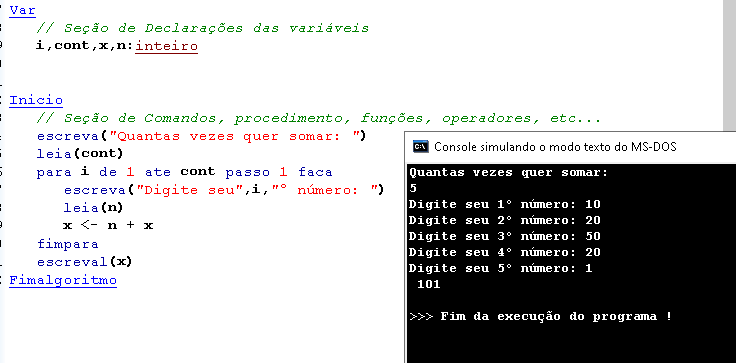 Var
// Seção de Declarações das variáveis
i,cont,x,n:inteiro
Inicio
// Seção de Comandos, procedimento, funções, operadores, etc...
escreva("Quantas vezes quer somar: ")
leia(cont)
para i de 1 ate cont passo 1 faca
escreva("Digite seu",i,"° número: ")
leia(n)
x <- n + x
fimpara
escreval(x)
Fimalgoritmo
Console simulando o modo texto do MS-DOS
Quantas vezes quer somar:
5
Digite seu 1° número: 10
Digite seu 2° número: 20
Digite seu 3° número: 50
Digite seu 4° número: 20
Digite seu 5° número: 1
101
>>> Fim da execução do programa !